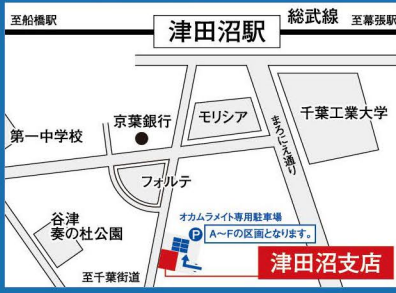 至船橋駅
津田沼駅
総武線
至幕張駅
京葉銀行
モリシア
千葉工業大学
第一中学校
まろにえ通り
フォルテ
谷津
奏の杜公園
オカムラメイト専用駐車場
P
A〜Fの区画となります。
津田沼支店
至千葉街道